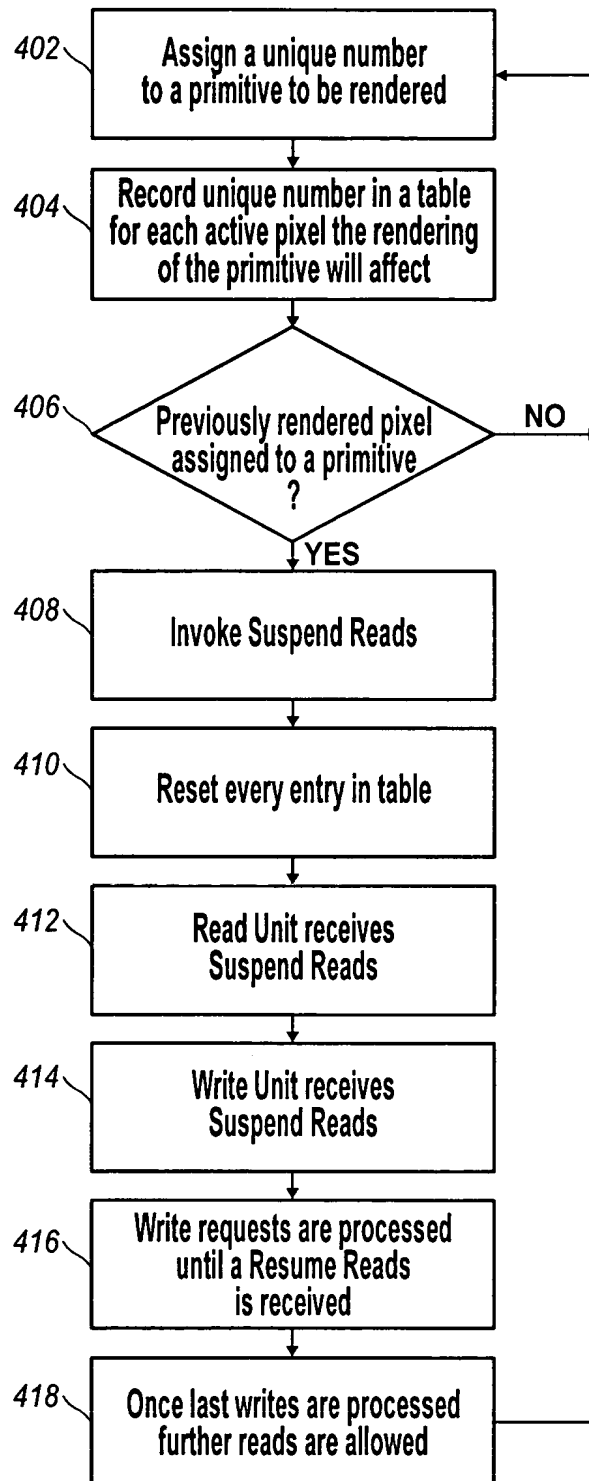 402
Assign a unique number
to a primitive to be rendered
404
Record unique number in a table
for each active pixel the rendering
of the primitive will affect
406
Previously rendered pixel
assigned to a primitive
?
NO
YES
408
Invoke Suspend Reads
410
Reset every entry in table
412
Read Unit receives
Suspend Reads
414
Write Unit receives
Suspend Reads
416
Write requests are processed
until a Resume Reads
is received
418
Once last writes are processed
further reads are allowed